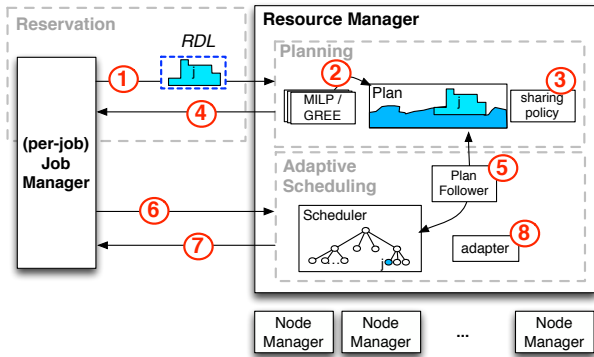 Reservation
Resource Manager
RDL
Planning
1
j
2
3
MILP /
GREE
Plan
j
sharing
policy
4
(per-job)
Job
Manager
Adaptive
Scheduling
5
Plan
Follower
6
Scheduler
...
j
7
8
adapter
Node
Manager
Node
Manager
...
Node
Manager